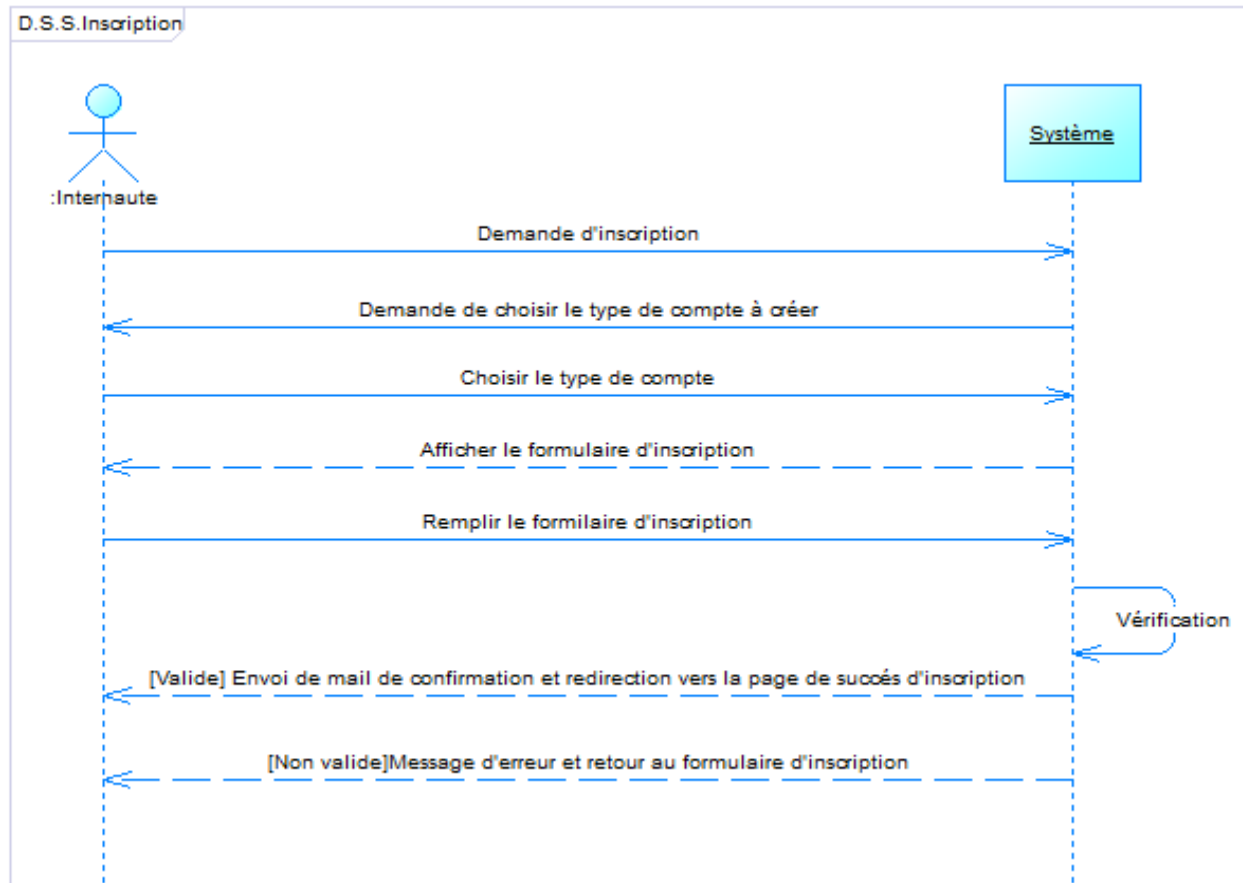 D.S.S.Inscription
Système
:Internaute
Demande d'inscription
Demande de choisir le type de compte à créer
Choisir le type de compte
Afficher le formulaire d'inscription
Remplir le formilaire d'inscription
Vérification
[Valide] Envoi de mail de confirmation et redirection vers la page de succés d'inscription
[Non valide]Message d'erreur et retour au formulaire d'inscription